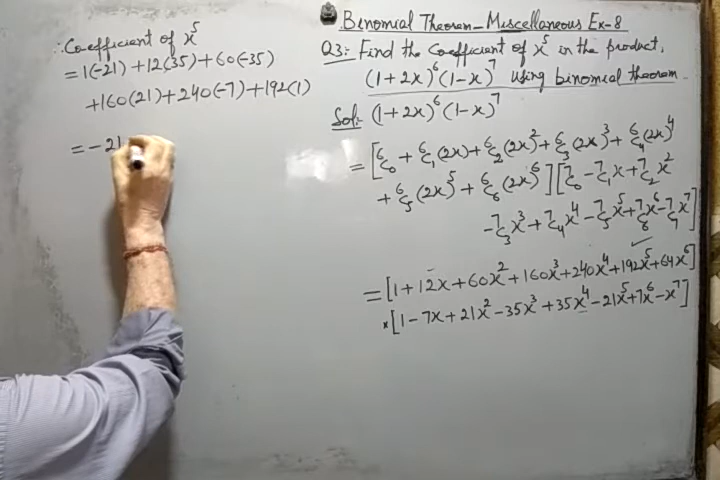 Binomial Theorem - Miscellaneous Ex-8
Q3:- Find the Coefficient of x⁵ in the product,
(1+2x)⁶(1-x)⁷ using binomial theorem.
Sol:- (1+2x)⁶(1-x)⁷
= [⁶C₀ + ⁶C₁(2x) + ⁶C₂(2x)² + ⁶C₃(2x)³ + ⁶C₄(2x)⁴
+ ⁶C₅(2x)⁵ + ⁶C₆(2x)⁶] [⁷C₀ - ⁷C₁x + ⁷C₂x²
- ⁷C₃x³ + ⁷C₄x⁴ - ⁷C₅x⁵ + ⁷C₆x⁶ - ⁷C₇x⁷]
= [1 + 12x + 60x² + 160x³ + 240x⁴ + 192x⁵ + 64x⁶]
× [1 - 7x + 21x² - 35x³ + 35x⁴ - 21x⁵ + 7x⁶ - x⁷]
∴ Coefficient of x⁵
= 1(-21) + 12(35) + 60(-35)
+ 160(21) + 240(-7) + 192(1)
= -21